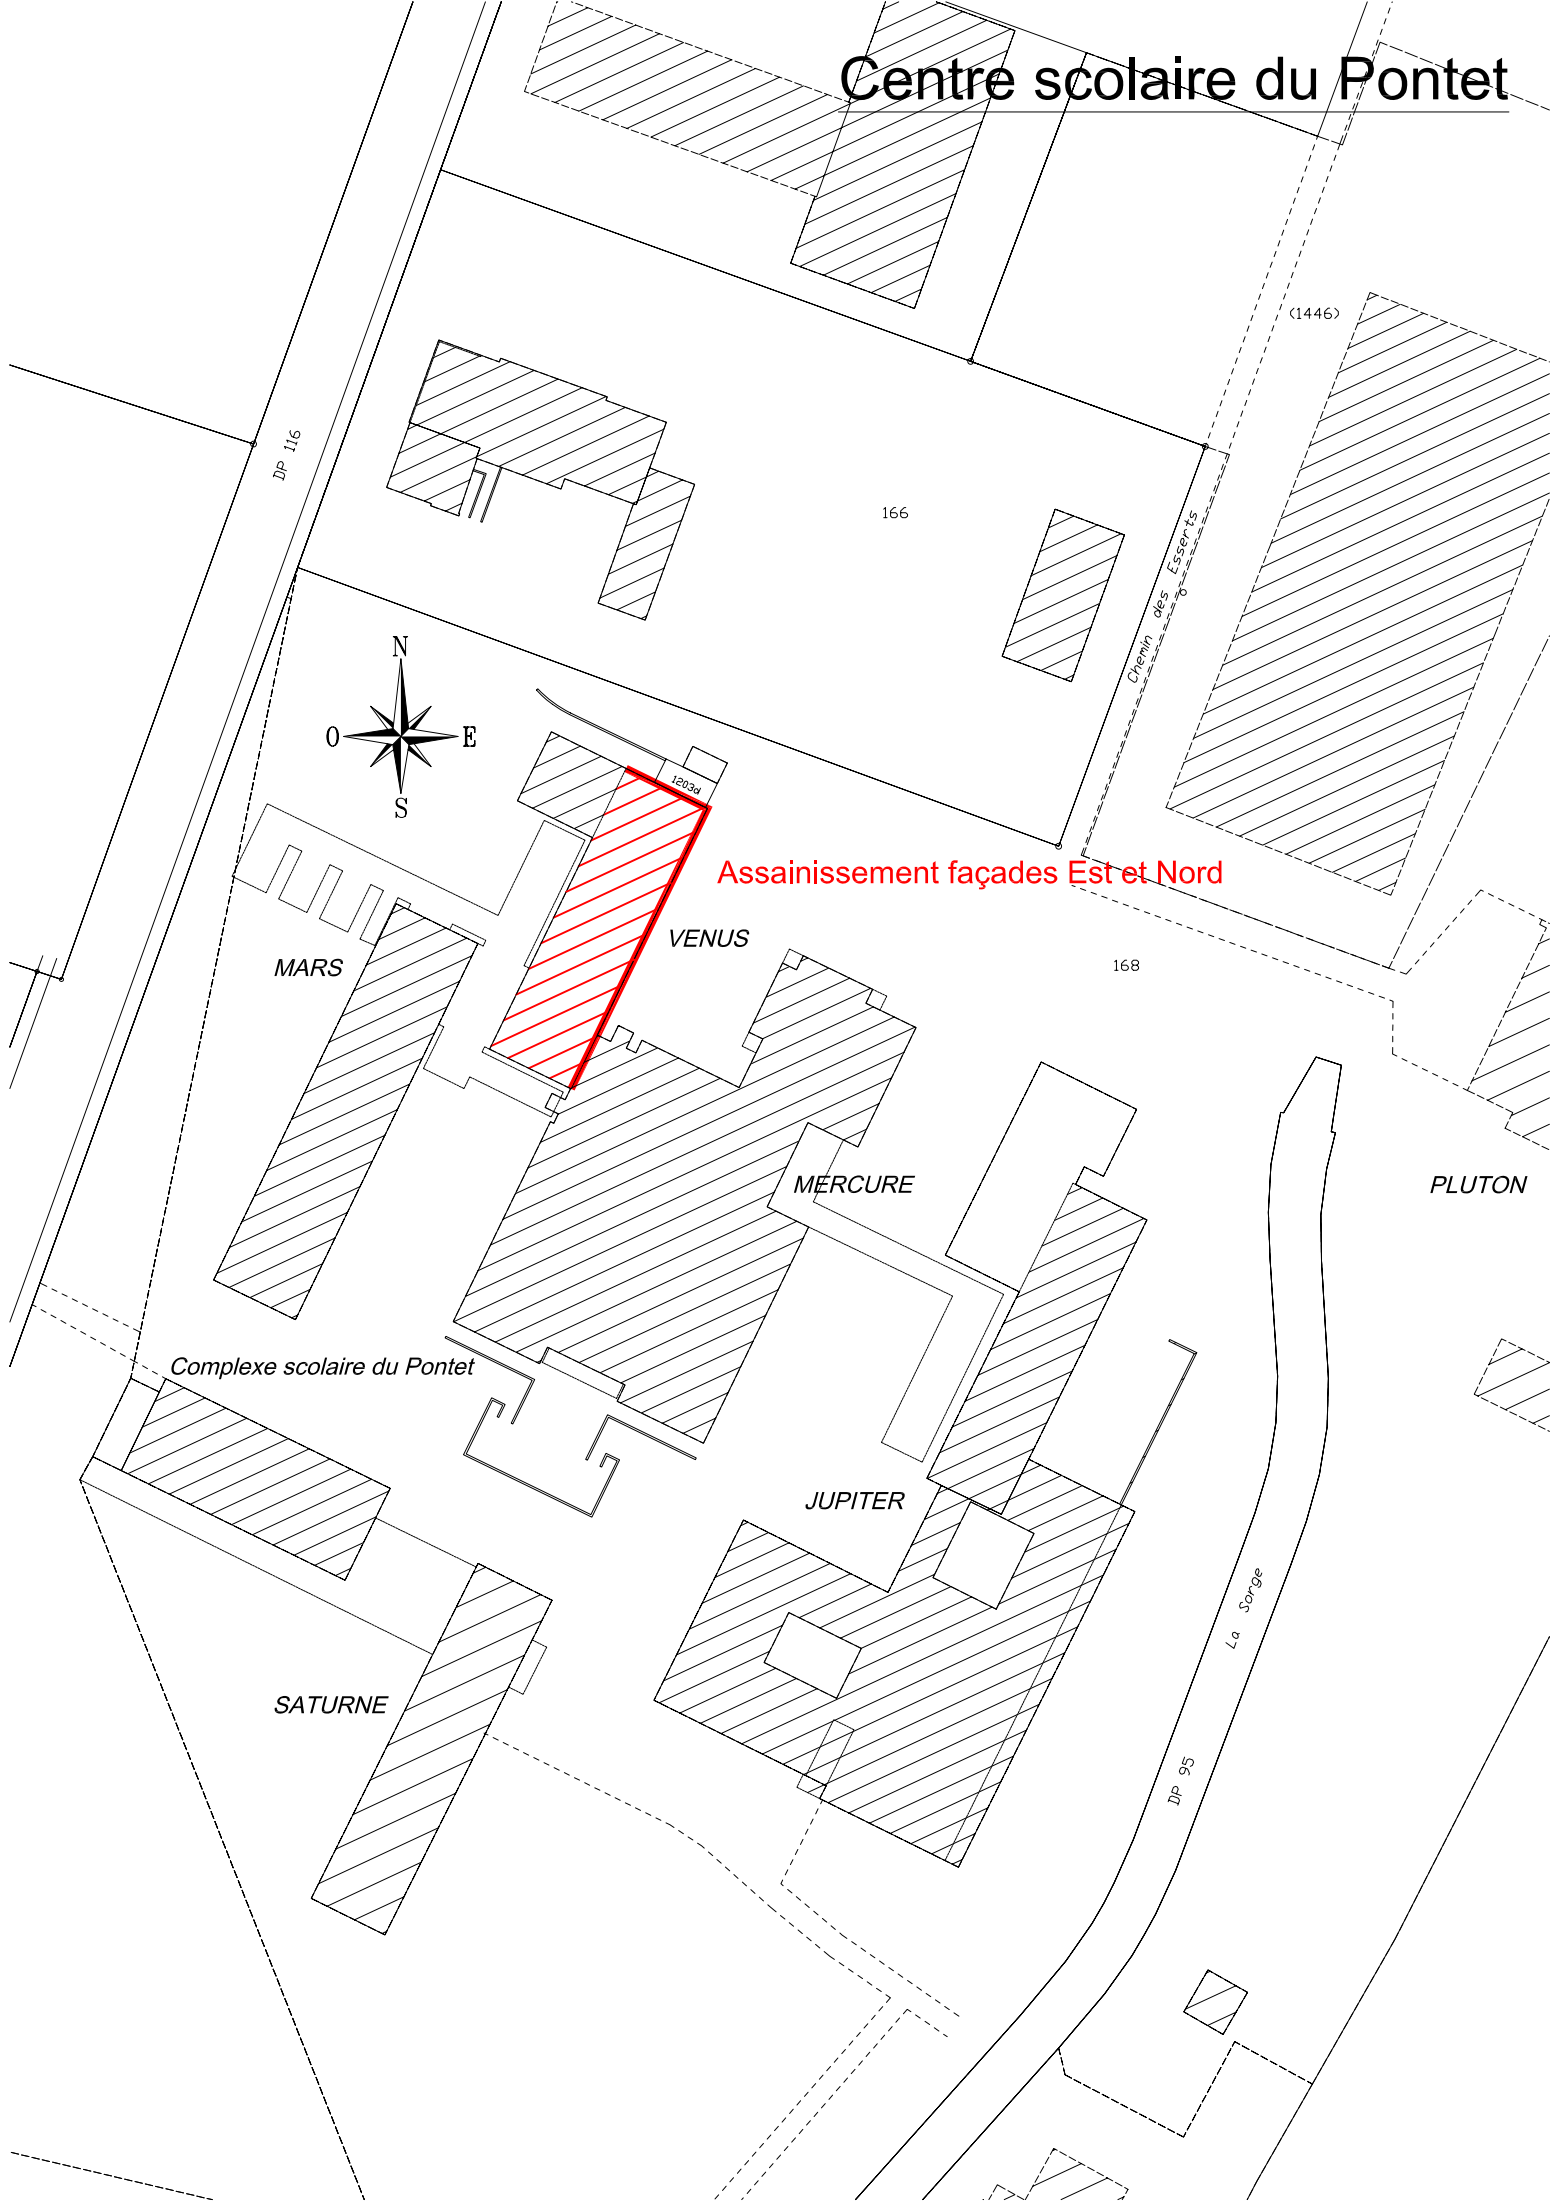 Centre scolaire du Pontet
(1446)
DP 116
166
Chemin des Esserts
6
N
O
E
S
1203d
Assainissement façades Est et Nord
VENUS
MARS
168
MERCURE
PLUTON
Complexe scolaire du Pontet
JUPITER
La Sorge
SATURNE
DP 95